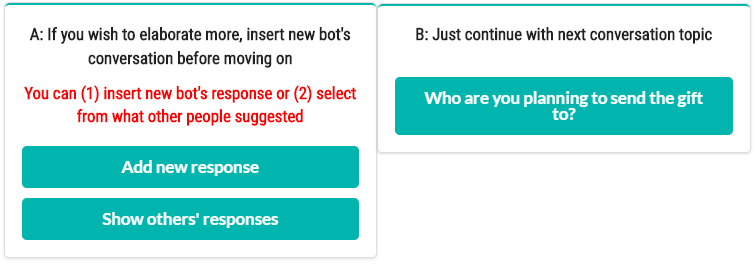 A: If you wish to elaborate more, insert new bot's
conversation before moving on
You can (1) insert new bot's response or (2) select
from what other people suggested
Add new response
Show others' responses
B: Just continue with next conversation topic
Who are you planning to send the gift
to?